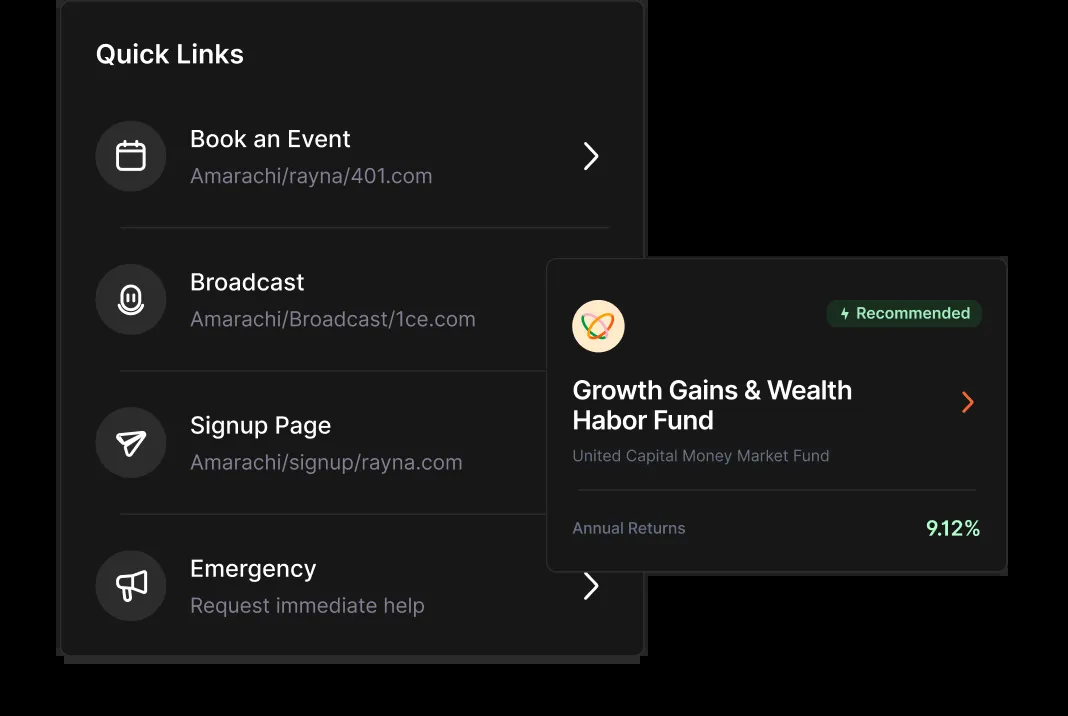 Quick Links
Book an Event
Amarachi/rayna/401.com
Broadcast
Amarachi/Broadcast/1ce.com
Signup Page
Amarachi/signup/rayna.com
Emergency
Request immediate help
Recommended
Growth Gains & Wealth
Habor Fund
United Capital Money Market Fund
Annual Returns 9.12%